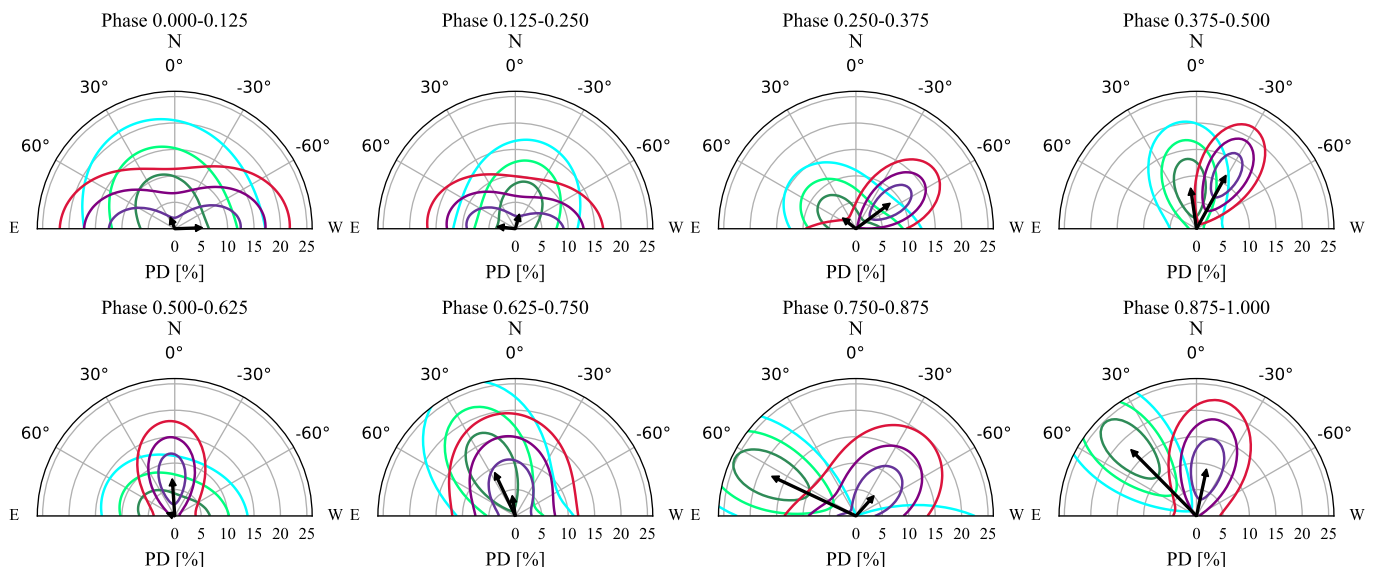 Phase 0.000-0.125 Phase 0.125-0.250 Phase 0.250-0.375 Phase 0.375-0.500
N N N N
0° 0° 0° 0°
30° -30° 30° -30° 30° -30° 30° -30°
60° -60° 60° -60° 60° -60° 60° -60°
E W E W E W E W
0 5 10 15 20 25 0 5 10 15 20 25 0 5 10 15 20 25 0 5 10 15 20 25
PD [%] PD [%] PD [%] PD [%]
Phase 0.500-0.625 Phase 0.625-0.750 Phase 0.750-0.875 Phase 0.875-1.000
N N N N
0° 0° 0° 0°
30° -30° 30° -30° 30° -30° 30° -30°
60° -60° 60° -60° 60° -60° 60° -60°
E W E W E W E W
0 5 10 15 20 25 0 5 10 15 20 25 0 5 10 15 20 25 0 5 10 15 20 25
PD [%] PD [%] PD [%] PD [%]